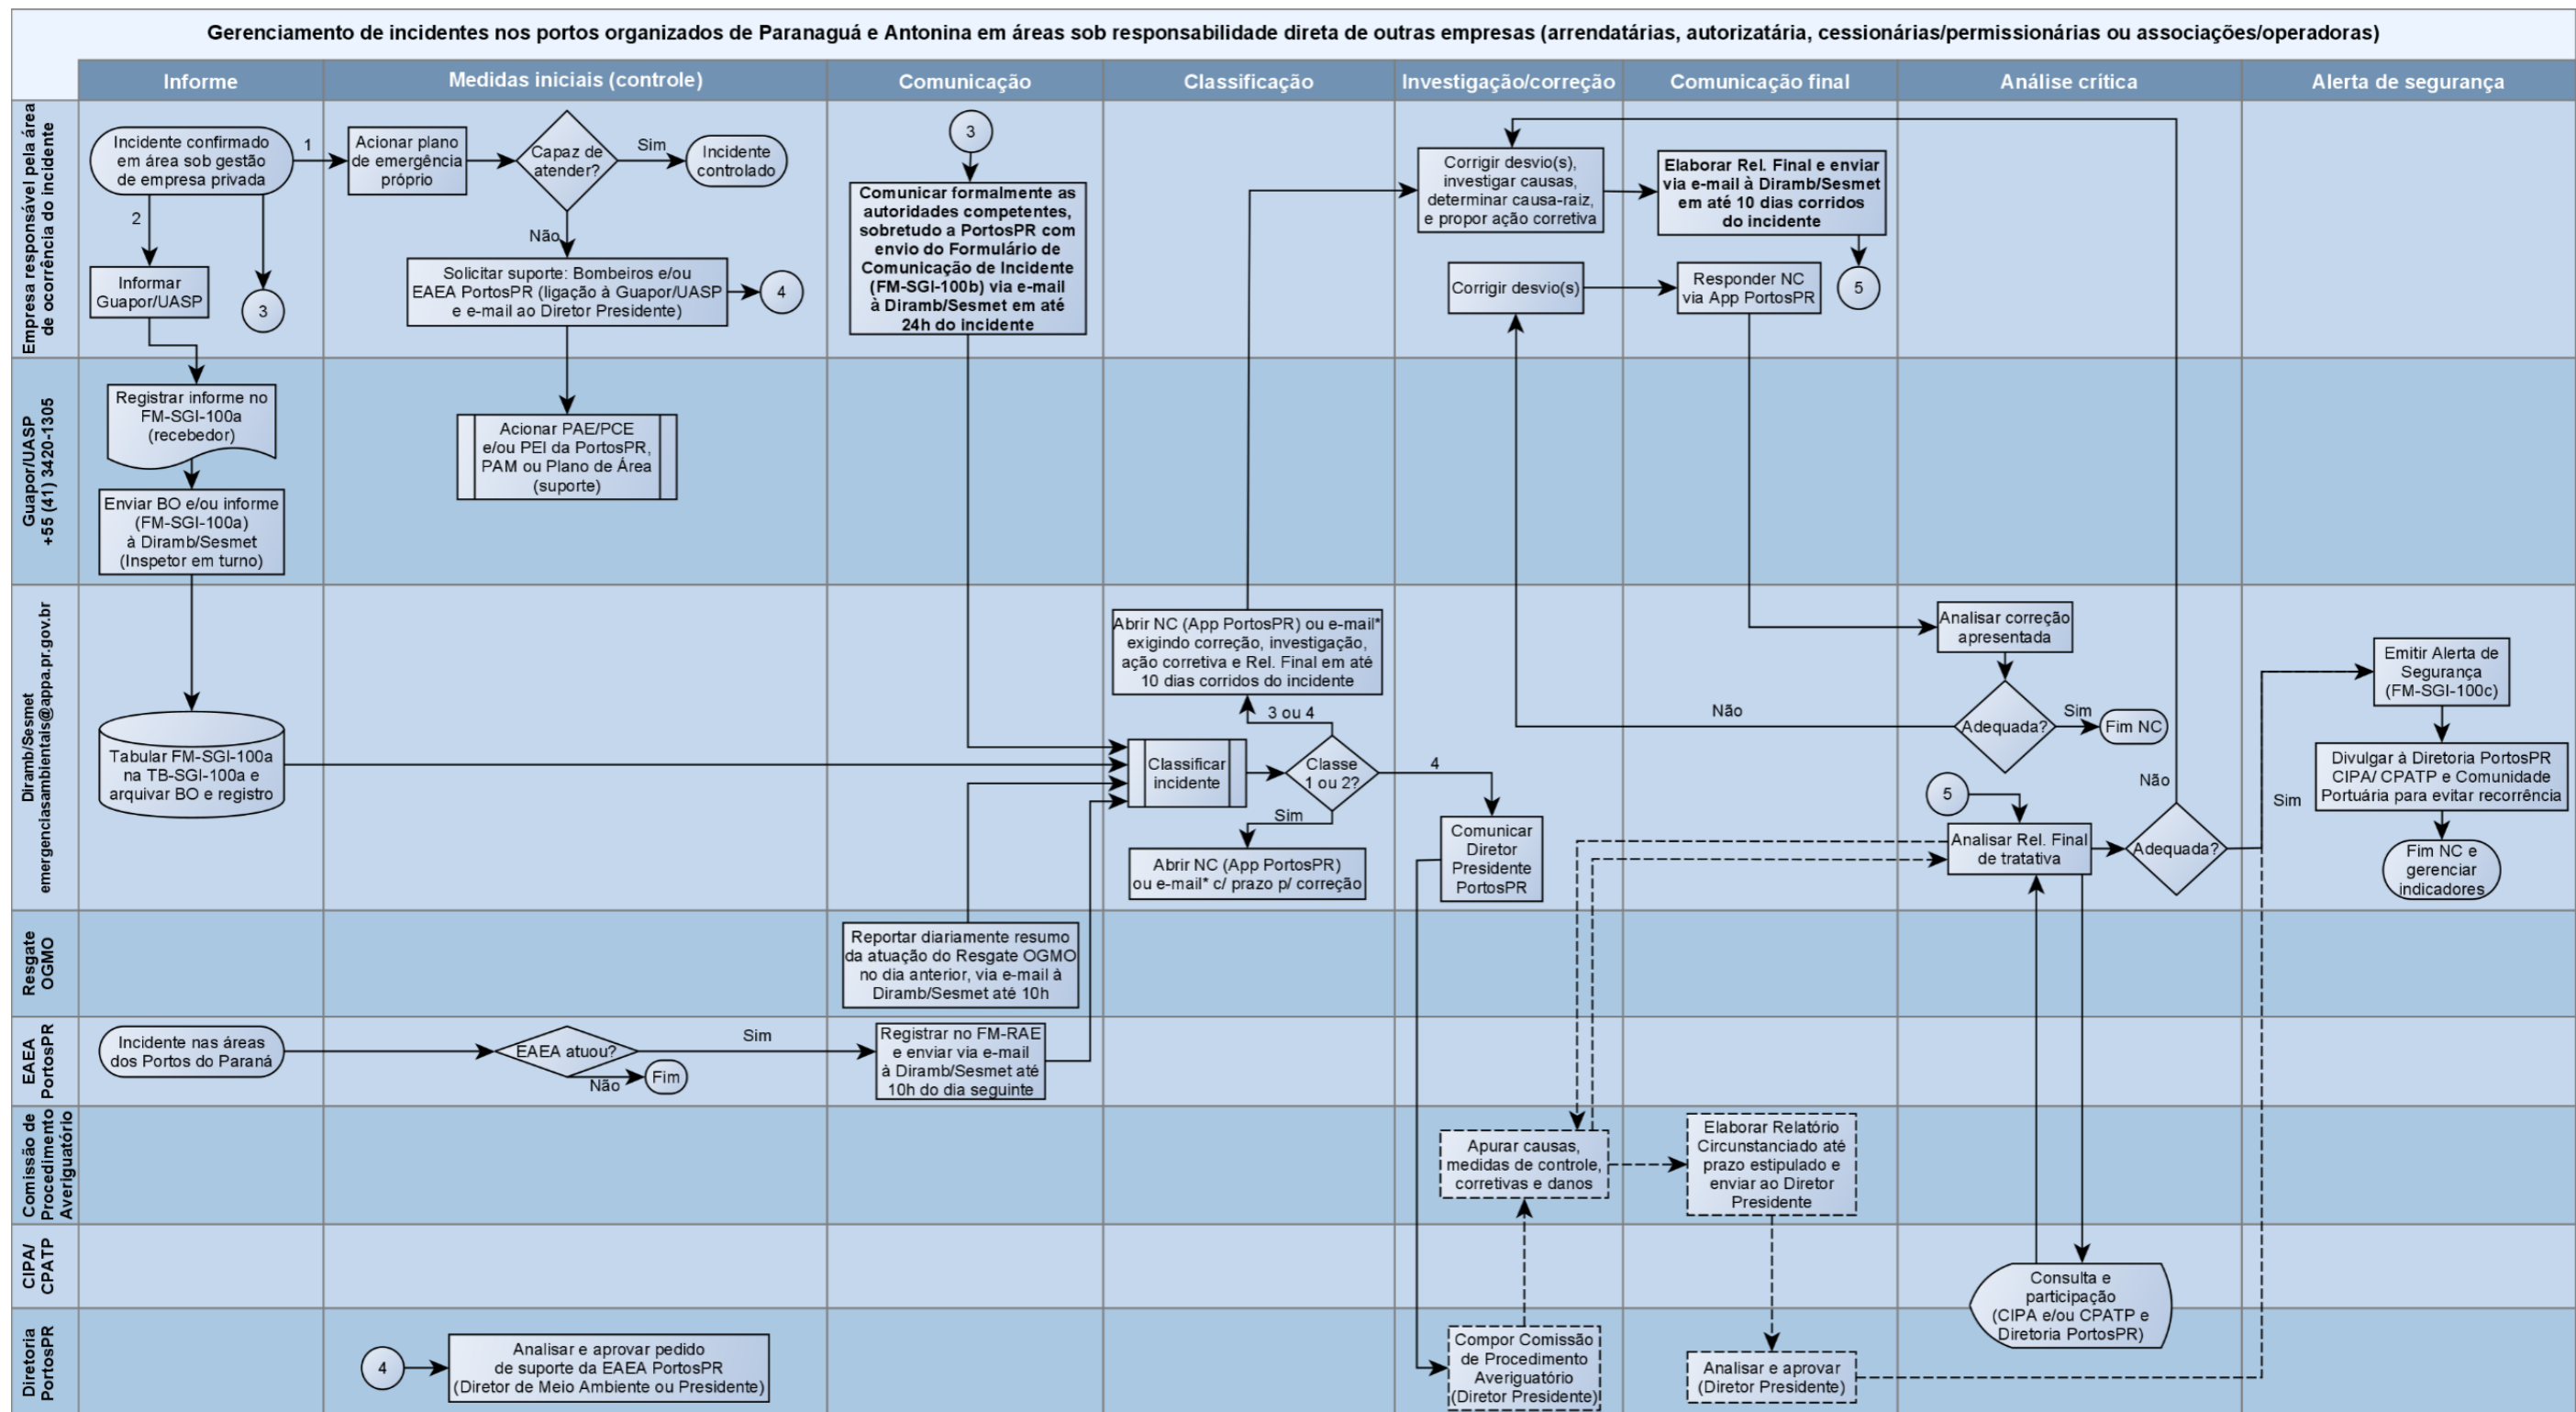 Gerenciamento de incidentes nos portos organizados de Paranaguá e Antonina em áreas sob responsabilidade direta de outras empresas (arrendatárias, autorizatária, cessionárias/permissionárias ou associações/operadoras)
Informe
Medidas iniciais (controle)
Comunicação
Classificação
Investigação/correção
Comunicação final
Análise crítica
Alerta de segurança
Empresa responsável pela área
de ocorrência do incidente
Incidente confirmado
em área sob gestão
de empresa privada
1
2
Informar
Guapor/UASP
3
Acionar plano
de emergência
próprio
Capaz de
atender?
Sim
Incidente
controlado
Não
Solicitar suporte: Bombeiros e/ou
EAEA PortosPR (ligação à Guapor/UASP
e e-mail ao Diretor Presidente)
4
3
Comunicar formalmente as
autoridades competentes,
sobretudo a PortosPR com
envio do Formulário de
Comunicação de Incidente
(FM-SGI-100b) via e-mail
à Diramb/Sesmet em até
24h do incidente
Corrigir desvio(s),
investigar causas,
determinar causa-raiz,
e propor ação corretiva
Elaborar Rel. Final e enviar
via e-mail à Diramb/Sesmet
em até 10 dias corridos
do incidente
Corrigir desvio(s)
Responder NC
via App PortosPR
5
Guapor/UASP
+55 (41) 3420-1305
Registrar informe no
FM-SGI-100a
(recebedor)
Enviar BO e/ou informe
(FM-SGI-100a)
à Diramb/Sesmet
(Inspetor em turno)
Acionar PAE/PCE
e/ou PEI da PortosPR,
PAM ou Plano de Área
(suporte)
Diramb/Sesmet
emergenciasambientais@appa.pr.gov.br
Tabular FM-SGI-100a
na TB-SGI-100a e
arquivar BO e registro
Abrir NC (App PortosPR) ou e-mail*
exigindo correção, investigação,
ação corretiva e Rel. Final em até
10 dias corridos do incidente
3 ou 4
Classificar
incidente
Classe
1 ou 2?
4
Sim
Abrir NC (App PortosPR)
ou e-mail* c/ prazo p/ correção
Comunicar
Diretor
Presidente
PortosPR
Analisar correção
apresentada
Não
Adequada?
Sim
Fim NC
5
Analisar Rel. Final
de tratativa
Não
Adequada?
Sim
Emitir Alerta de
Segurança
(FM-SGI-100c)
Divulgar à Diretoria PortosPR
CIPA/ CPATP e Comunidade
Portuária para evitar recorrência
Fim NC e
gerenciar
indicadores
Resgate
OGMO
Reportar diariamente resumo
da atuação do Resgate OGMO
no dia anterior, via e-mail à
Diramb/Sesmet até 10h
EAEA
PortosPR
Incidente nas áreas
dos Portos do Paraná
EAEA atuou?
Sim
Não
Fim
Registrar no FM-RAE
e enviar via e-mail
à Diramb/Sesmet até
10h do dia seguinte
Comissão de
Procedimento
Averiguatório
Apurar causas,
medidas de controle,
corretivas e danos
Elaborar Relatório
Circunstanciado até
prazo estipulado e
enviar ao Diretor
Presidente
CIPA/
CPATP
Consulta e
participação
(CIPA e/ou CPATP e
Diretoria PortosPR)
Diretoria
PortosPR
4
Analisar e aprovar pedido
de suporte da EAEA PortosPR
(Diretor de Meio Ambiente ou Presidente)
Compor Comissão
de Procedimento
Averiguatório
(Diretor Presidente)
Analisar e aprovar
(Diretor Presidente)